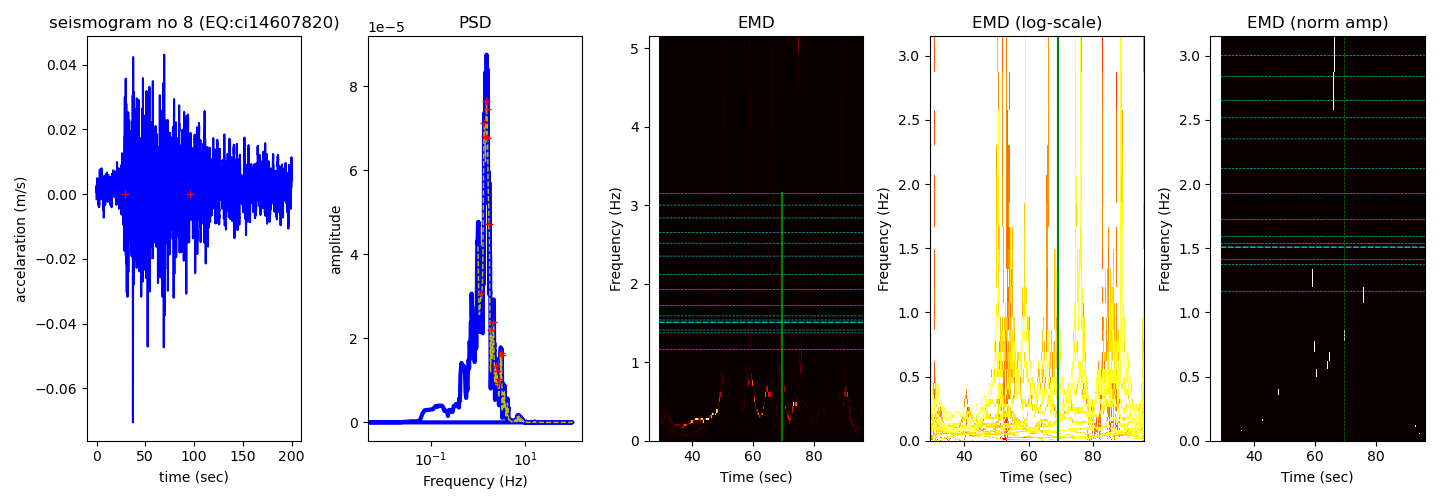 seismogram no 8 (EQ:ci14607820)
accelaration (m/s)
0.04
0.02
0.00
−0.02
−0.04
−0.06
0 50 100 150 200
time (sec)
PSD
1e−5
amplitude
8
6
4
2
0
10⁻¹ 10¹
Frequency (Hz)
EMD
Frequency (Hz)
5
4
3
2
1
0
40 60 80
Time (sec)
EMD (log-scale)
Frequency (Hz)
3.0
2.5
2.0
1.5
1.0
0.5
0.0
40 60 80
Time (sec)
EMD (norm amp)
Frequency (Hz)
3.0
2.5
2.0
1.5
1.0
0.5
0.0
40 60 80
Time (sec)